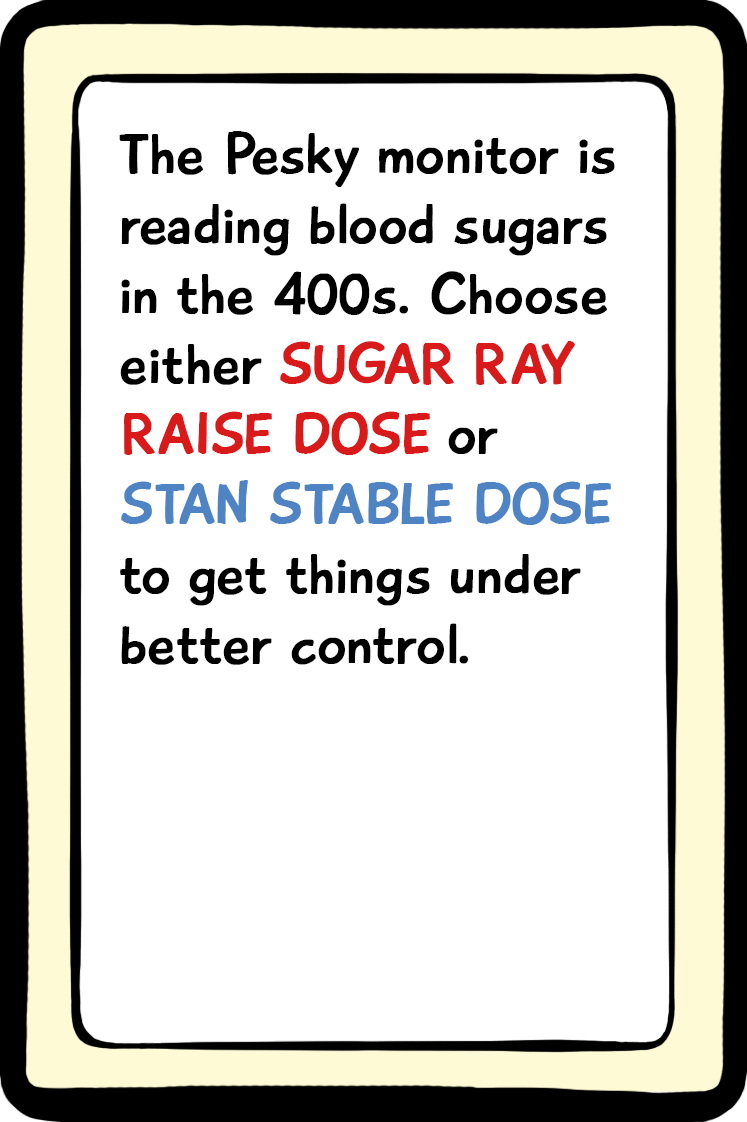 The Pesky monitor is
reading blood sugars
in the 400s. Choose
either SUGAR RAY
RAISE DOSE or
STAN STABLE DOSE
to get things under
better control.